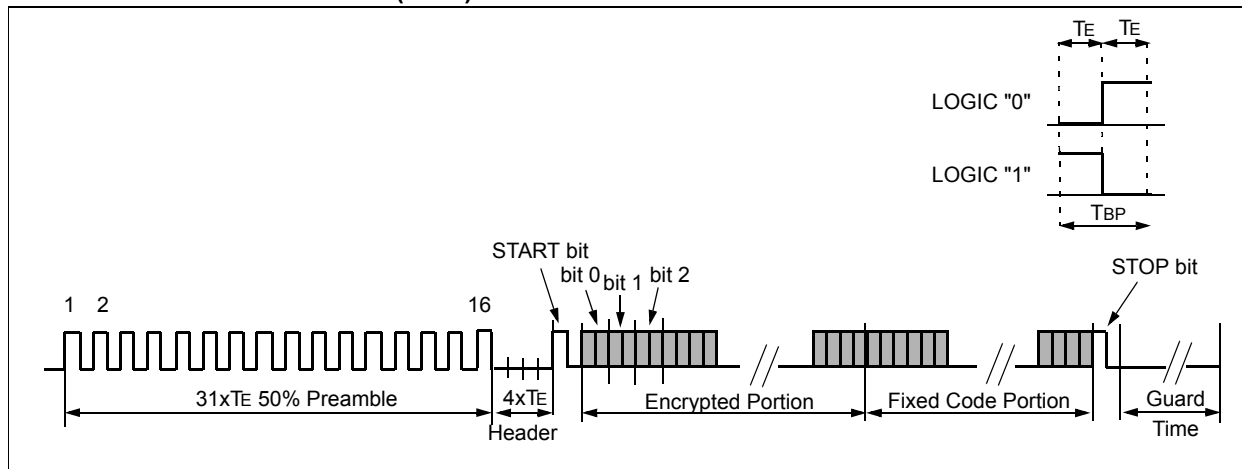 TE TE
LOGIC "0"
LOGIC "1"
TBP
START bit
bit 0 bit 1 bit 2
STOP bit
1 2 16
31xTE 50% Preamble 4xTE Encrypted Portion Fixed Code Portion Guard
Header Time